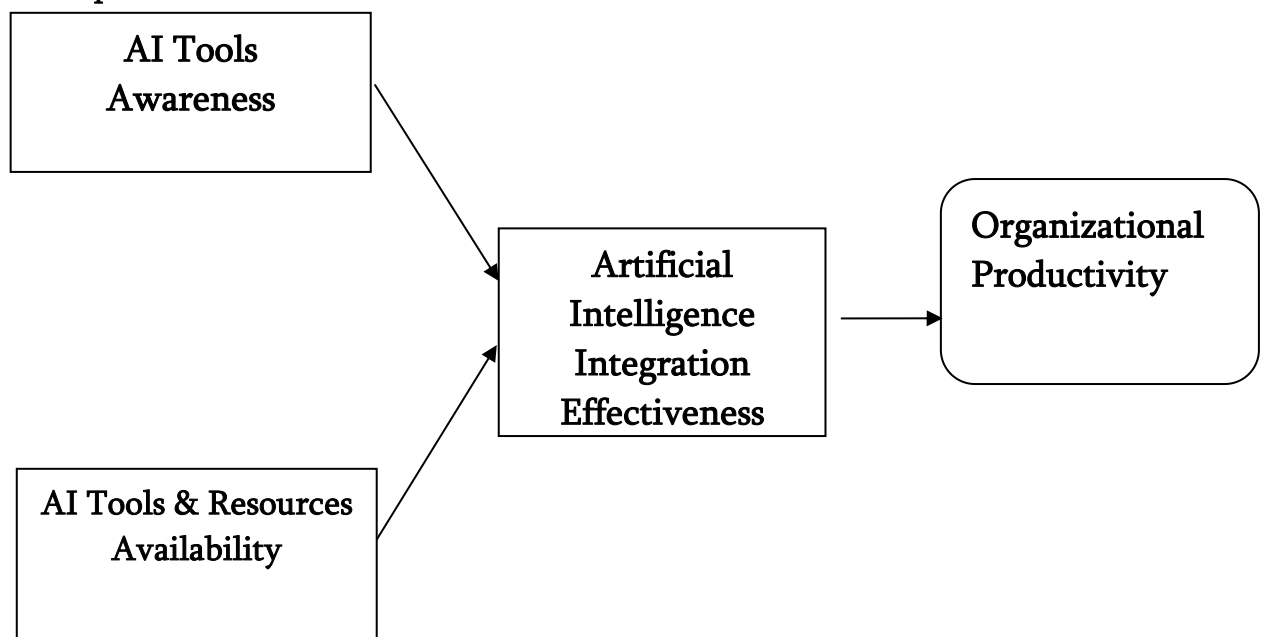 AI Tools
Awareness
Artificial
Intelligence
Integration
Effectiveness
Organizational
Productivity
AI Tools & Resources
Availability